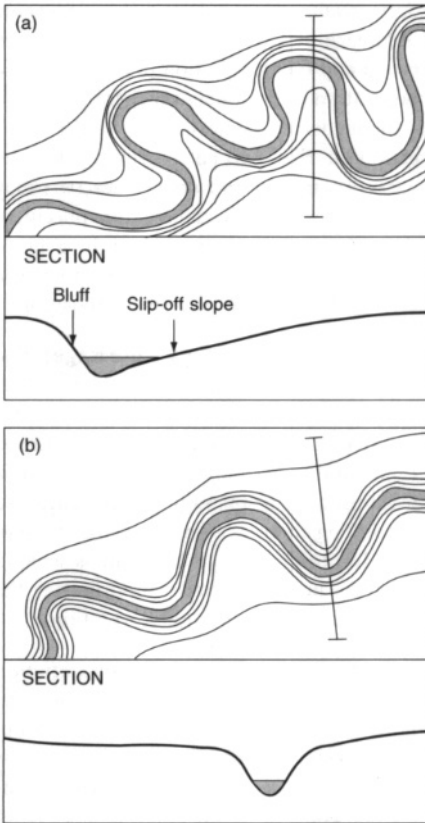 (a)
SECTION
Bluff
Slip-off slope
(b)
SECTION